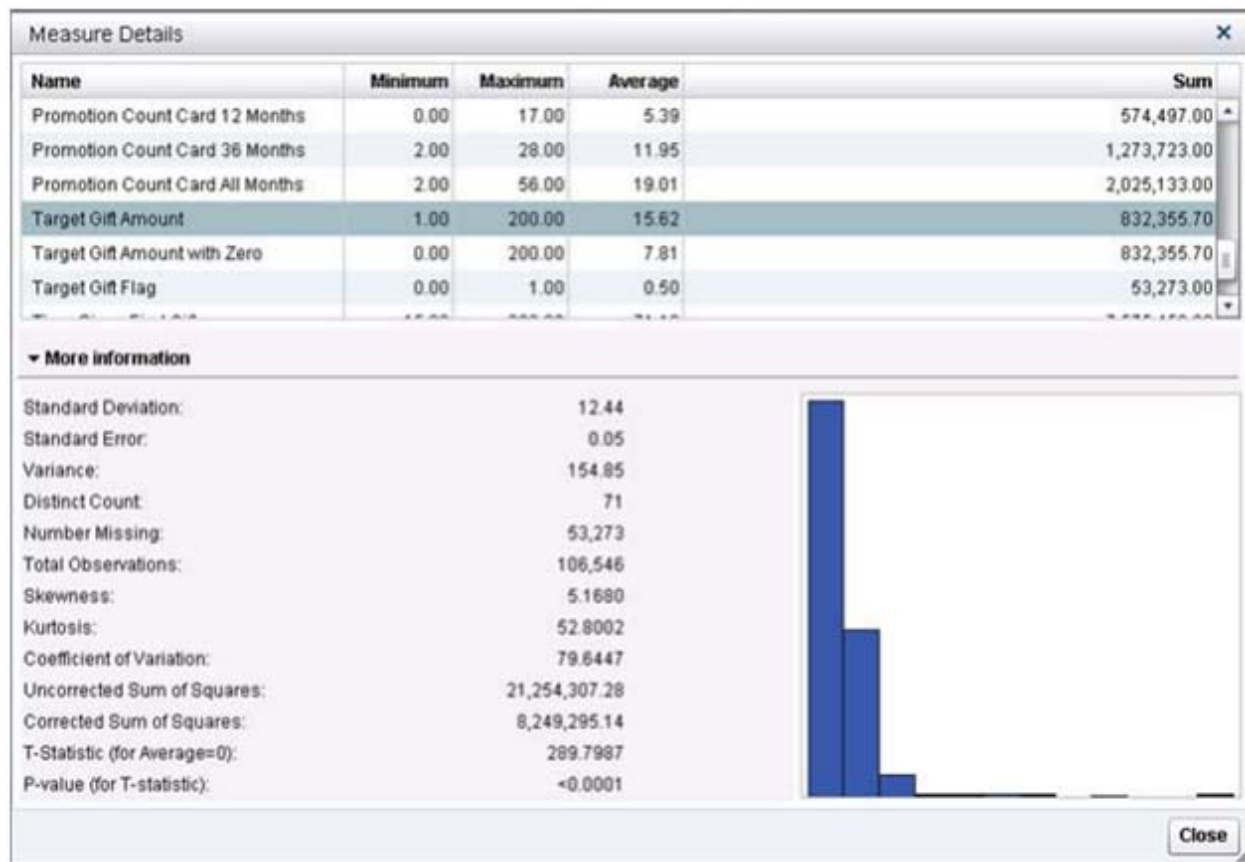 Measure Details
Name Minimum Maximum Average Sum
Promotion Count Card 12 Months 0.00 17.00 5.39 574,497.00
Promotion Count Card 36 Months 2.00 28.00 11.95 1,273,723.00
Promotion Count Card All Months 2.00 56.00 19.01 2,025,133.00
Target Gift Amount 1.00 200.00 15.62 832,355.70
Target Gift Amount with Zero 0.00 200.00 7.81 832,355.70
Target Gift Flag 0.00 1.00 0.50 53,273.00
More information
Standard Deviation: 12.44
Standard Error: 0.05
Variance: 154.85
Distinct Count: 71
Number Missing: 53,273
Total Observations: 106,546
Skewness: 5.1680
Kurtosis: 52.8002
Coefficient of Variation: 79.6447
Uncorrected Sum of Squares: 21,254,307.28
Corrected Sum of Squares: 8,249,295.14
T-Statistic (for Average=0): 289.7987
P-value (for T-statistic): <0.0001
Close